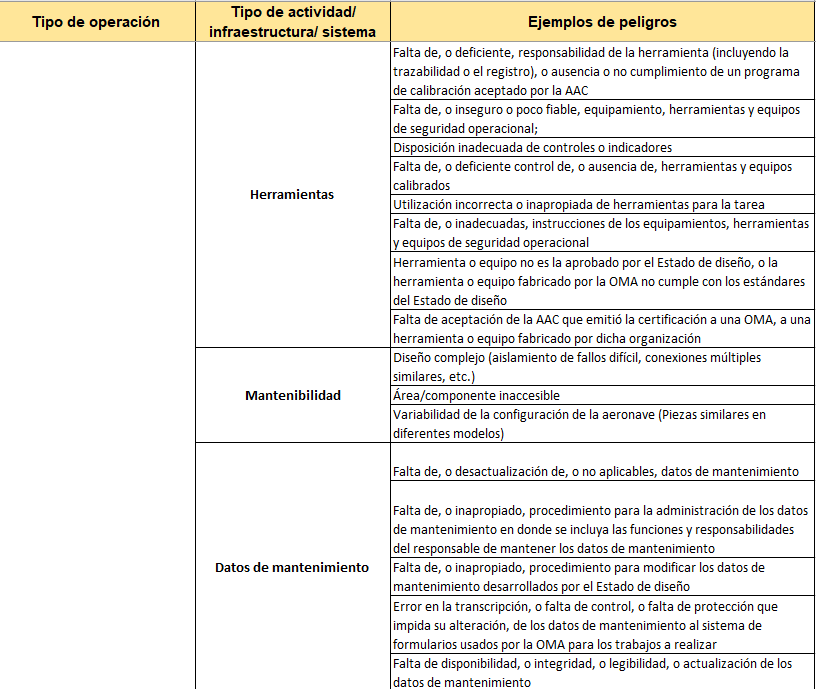 Tipo de operación
Tipo de actividad/
infraestructura/ sistema
Ejemplos de peligros
Herramientas
Falta de, o deficiente, responsabilidad de la herramienta (incluyendo la
trazabilidad o el registro), o ausencia o no cumplimiento de un programa
de calibración aceptado por la AAC
Falta de, o inseguro o poco fiable, equipamiento, herramientas y equipos
de seguridad operacional;
Disposición inadecuada de controles o indicadores
Falta de, o deficiente control de, o ausencia de, herramientas y equipos
calibrados
Utilización incorrecta o inapropiada de herramientas para la tarea
Falta de, o inadecuadas, instrucciones de los equipamientos, herramientas
y equipos de seguridad operacional
Herramienta o equipo no es la aprobado por el Estado de diseño, o la
herramienta o equipo fabricado por la OMA no cumple con los estándares
del Estado de diseño
Falta de aceptación de la AAC que emitió la certificación a una OMA, a una
herramienta o equipo fabricado por dicha organización
Mantenibilidad
Diseño complejo (aislamiento de fallos difícil, conexiones múltiples
similares, etc.)
Área/componente inaccesible
Variabilidad de la configuración de la aeronave (Piezas similares en
diferentes modelos)
Datos de mantenimiento
Falta de, o desactualización de, o no aplicables, datos de mantenimiento
Falta de, o inapropiado, procedimiento para la administración de los datos
de mantenimiento en donde se incluya las funciones y responsabilidades
del responsable de mantener los datos de mantenimiento
Falta de, o inapropiado, procedimiento para modificar los datos de
mantenimiento desarrollados por el Estado de diseño
Error en la transcripción, o falta de control, o falta de protección que
impida su alteración, de los datos de mantenimiento al sistema de
formularios usados por la OMA para los trabajos a realizar
Falta de disponibilidad, o integridad, o legibilidad, o actualización de los
datos de mantenimiento